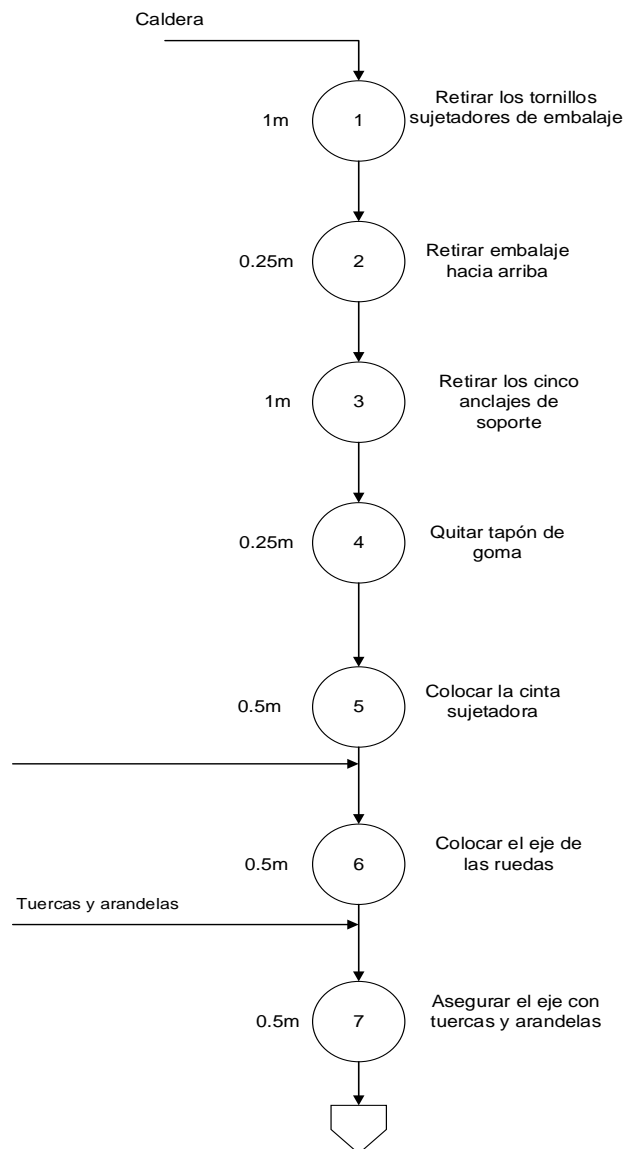 Caldera
1m
1
Retirar los tornillos
sujetadores de embalaje
0.25m
2
Retirar embalaje
hacia arriba
1m
3
Retirar los cinco
anclajes de
soporte
0.25m
4
Quitar tapón de
goma
0.5m
5
Colocar la cinta
sujetadora
0.5m
6
Colocar el eje de
las ruedas
Tuercas y arandelas
0.5m
7
Asegurar el eje con
tuercas y arandelas